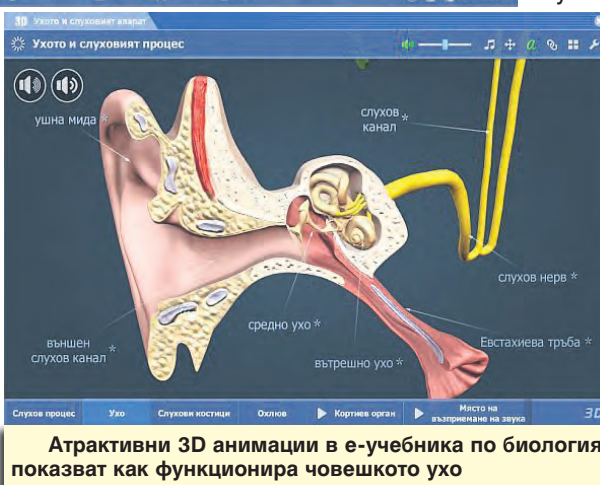 3D Ухото и слуховият апарат
Ухото и слуховият процес
ушна мида *
слухов
канал *
слухов нерв *
средно ухо *
външен
слухов канал *
Евстахиева тръба *
вътрешно ухо *
Слухов процес
Ухо
Слухови костици
Охлюв
Кортиев орган
Място на
възприемане на звука
3D
Атрактивни 3D анимации в е-учебника по биология
показват как функционира човешкото ухо